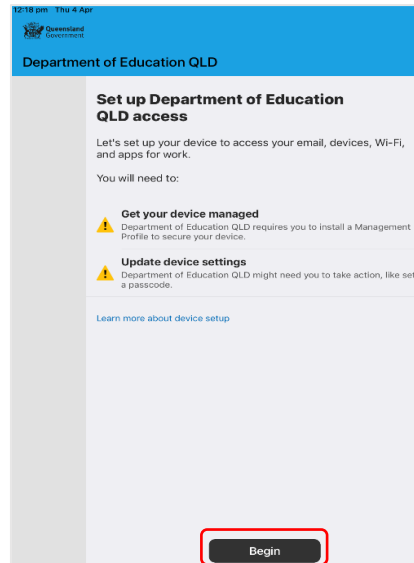 12:18 pm Thu 4 Apr
Queensland
Government
Department of Education QLD
Set up Department of Education
QLD access
Let's set up your device to access your email, devices, Wi-Fi,
and apps for work.
You will need to:
Get your device managed
Department of Education QLD requires you to install a Management
Profile to secure your device.
Update device settings
Department of Education QLD might need you to take action, like set
a passcode.
Learn more about device setup
Begin